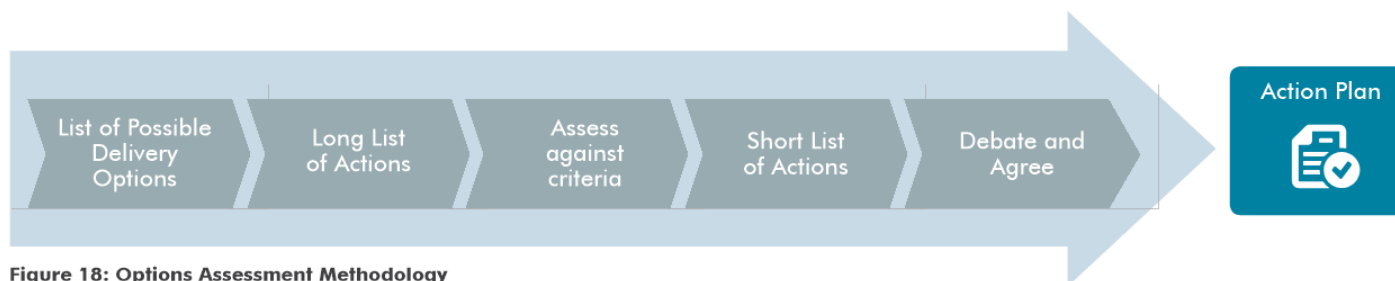 List of Possible
Delivery
Options
Long List
of Actions
Assess
against
criteria
Short List
of Actions
Debate and
Agree
Action Plan
Figure 18: Options Assessment Methodology